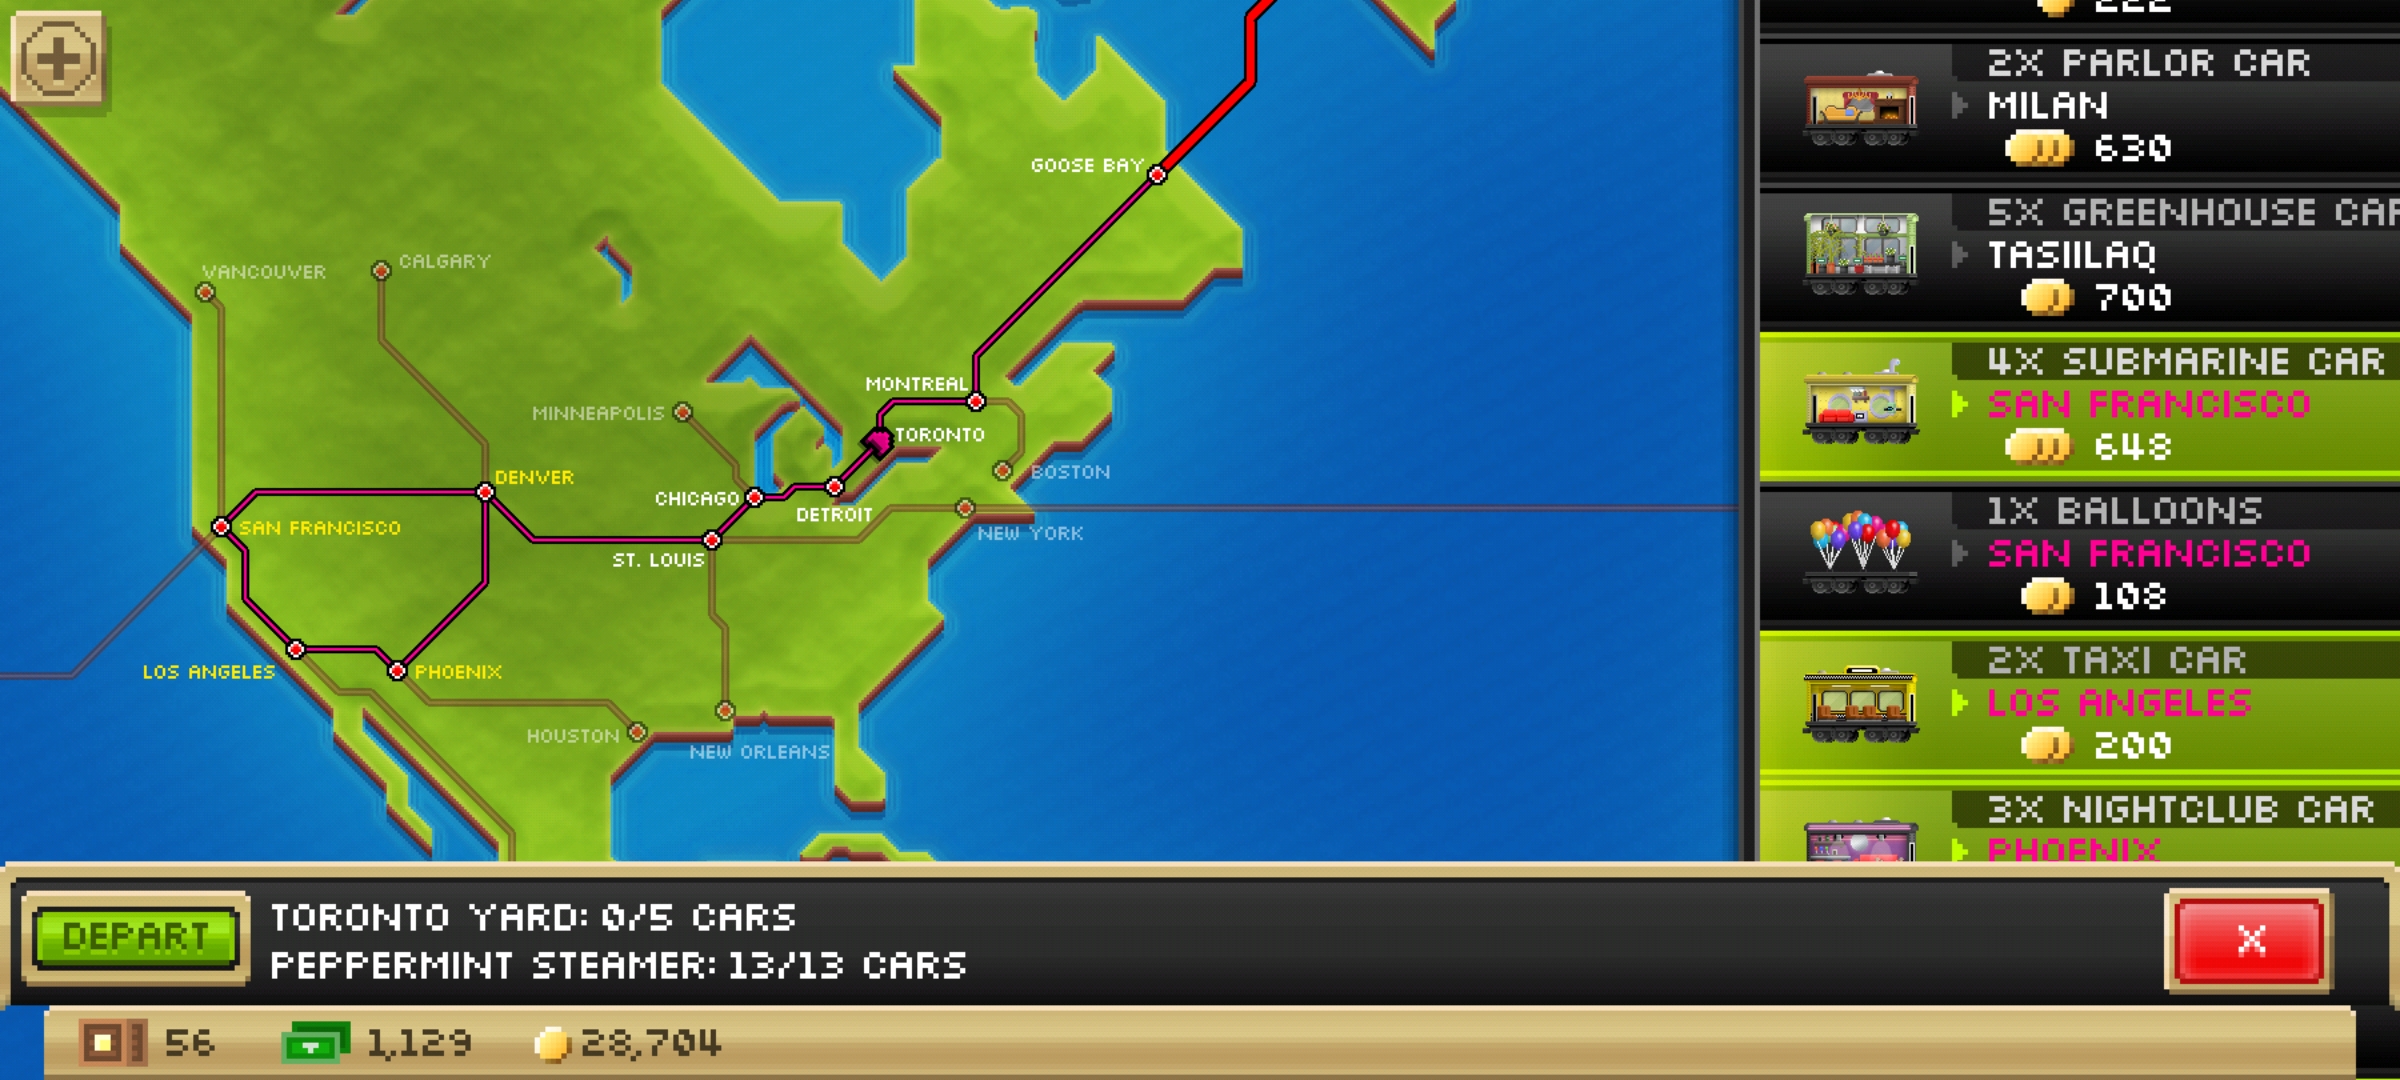 222
2X PARLOR CAR
MILAN
630
5X GREENHOUSE CAR
TASIILAQ
700
4X SUBMARINE CAR
SAN FRANCISCO
648
1X BALLOONS
SAN FRANCISCO
108
2X TAXI CAR
LOS ANGELES
200
3X NIGHTCLUB CAR
PHOENIX
GOOSE BAY
VANCOUVER
CALGARY
MONTREAL
MINNEAPOLIS
TORONTO
BOSTON
DENVER
CHICAGO
DETROIT
SAN FRANCISCO
NEW YORK
ST. LOUIS
LOS ANGELES
PHOENIX
HOUSTON
NEW ORLEANS
DEPART
TORONTO YARD: 0/5 CARS
PEPPERMINT STEAMER: 13/13 CARS
X
56
1,129
28,704